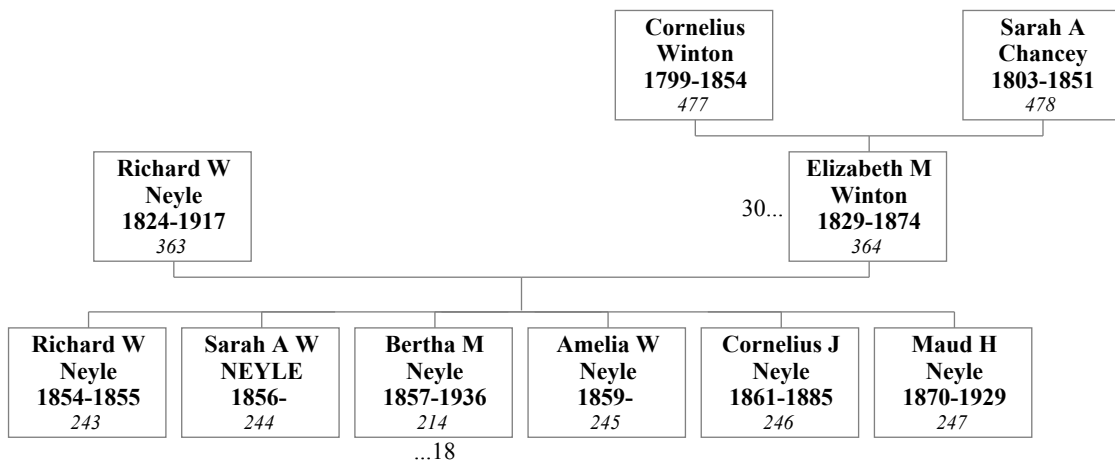 Cornelius
Winton
1799-1854
477
Sarah A
Chancey
1803-1851
478
Richard W
Neyle
1824-1917
363
30...
Elizabeth M
Winton
1829-1874
364
Richard W
Neyle
1854-1855
243
Sarah A W
NEYLE
1856-
244
Bertha M
Neyle
1857-1936
214
...18
Amelia W
Neyle
1859-
245
Cornelius J
Neyle
1861-1885
246
Maud H
Neyle
1870-1929
247